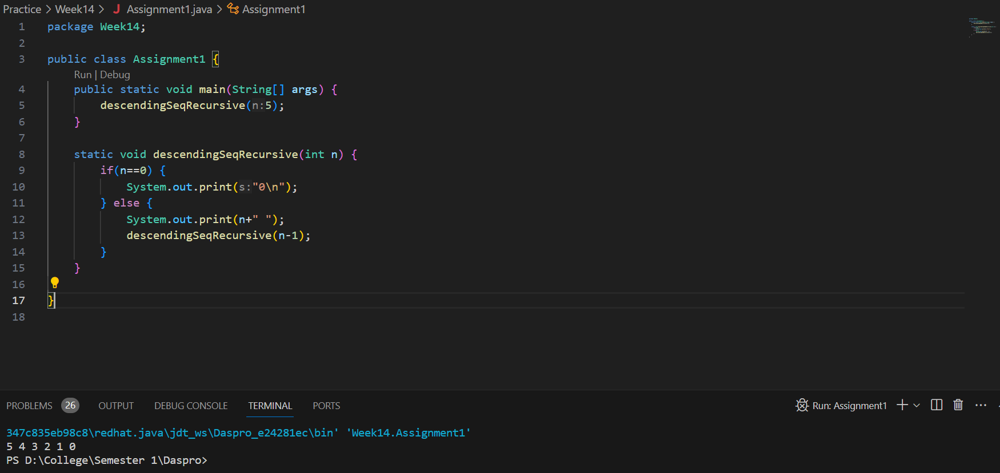 Practice > Week14 > J Assignment1.java > Assignment1
1 package Week14;
2
3 public class Assignment1 {
Run | Debug
4 public static void main(String[] args) {
5 descendingSeqRecursive(n:5);
6 }
7
8 static void descendingSeqRecursive(int n) {
9 if(n==0) {
10 System.out.print(s:"0\n");
11 } else {
12 System.out.print(n+" ");
13 descendingSeqRecursive(n-1);
14 }
15 }
16
17 }
18
PROBLEMS 26 OUTPUT DEBUG CONSOLE TERMINAL PORTS Run: Assignment1
347c835eb98c8\redhat.java\jdt_ws\Daspro_e24281ec\bin' 'Week14.Assignment1'
5 4 3 2 1 0
PS D:\College\Semester 1\Daspro>